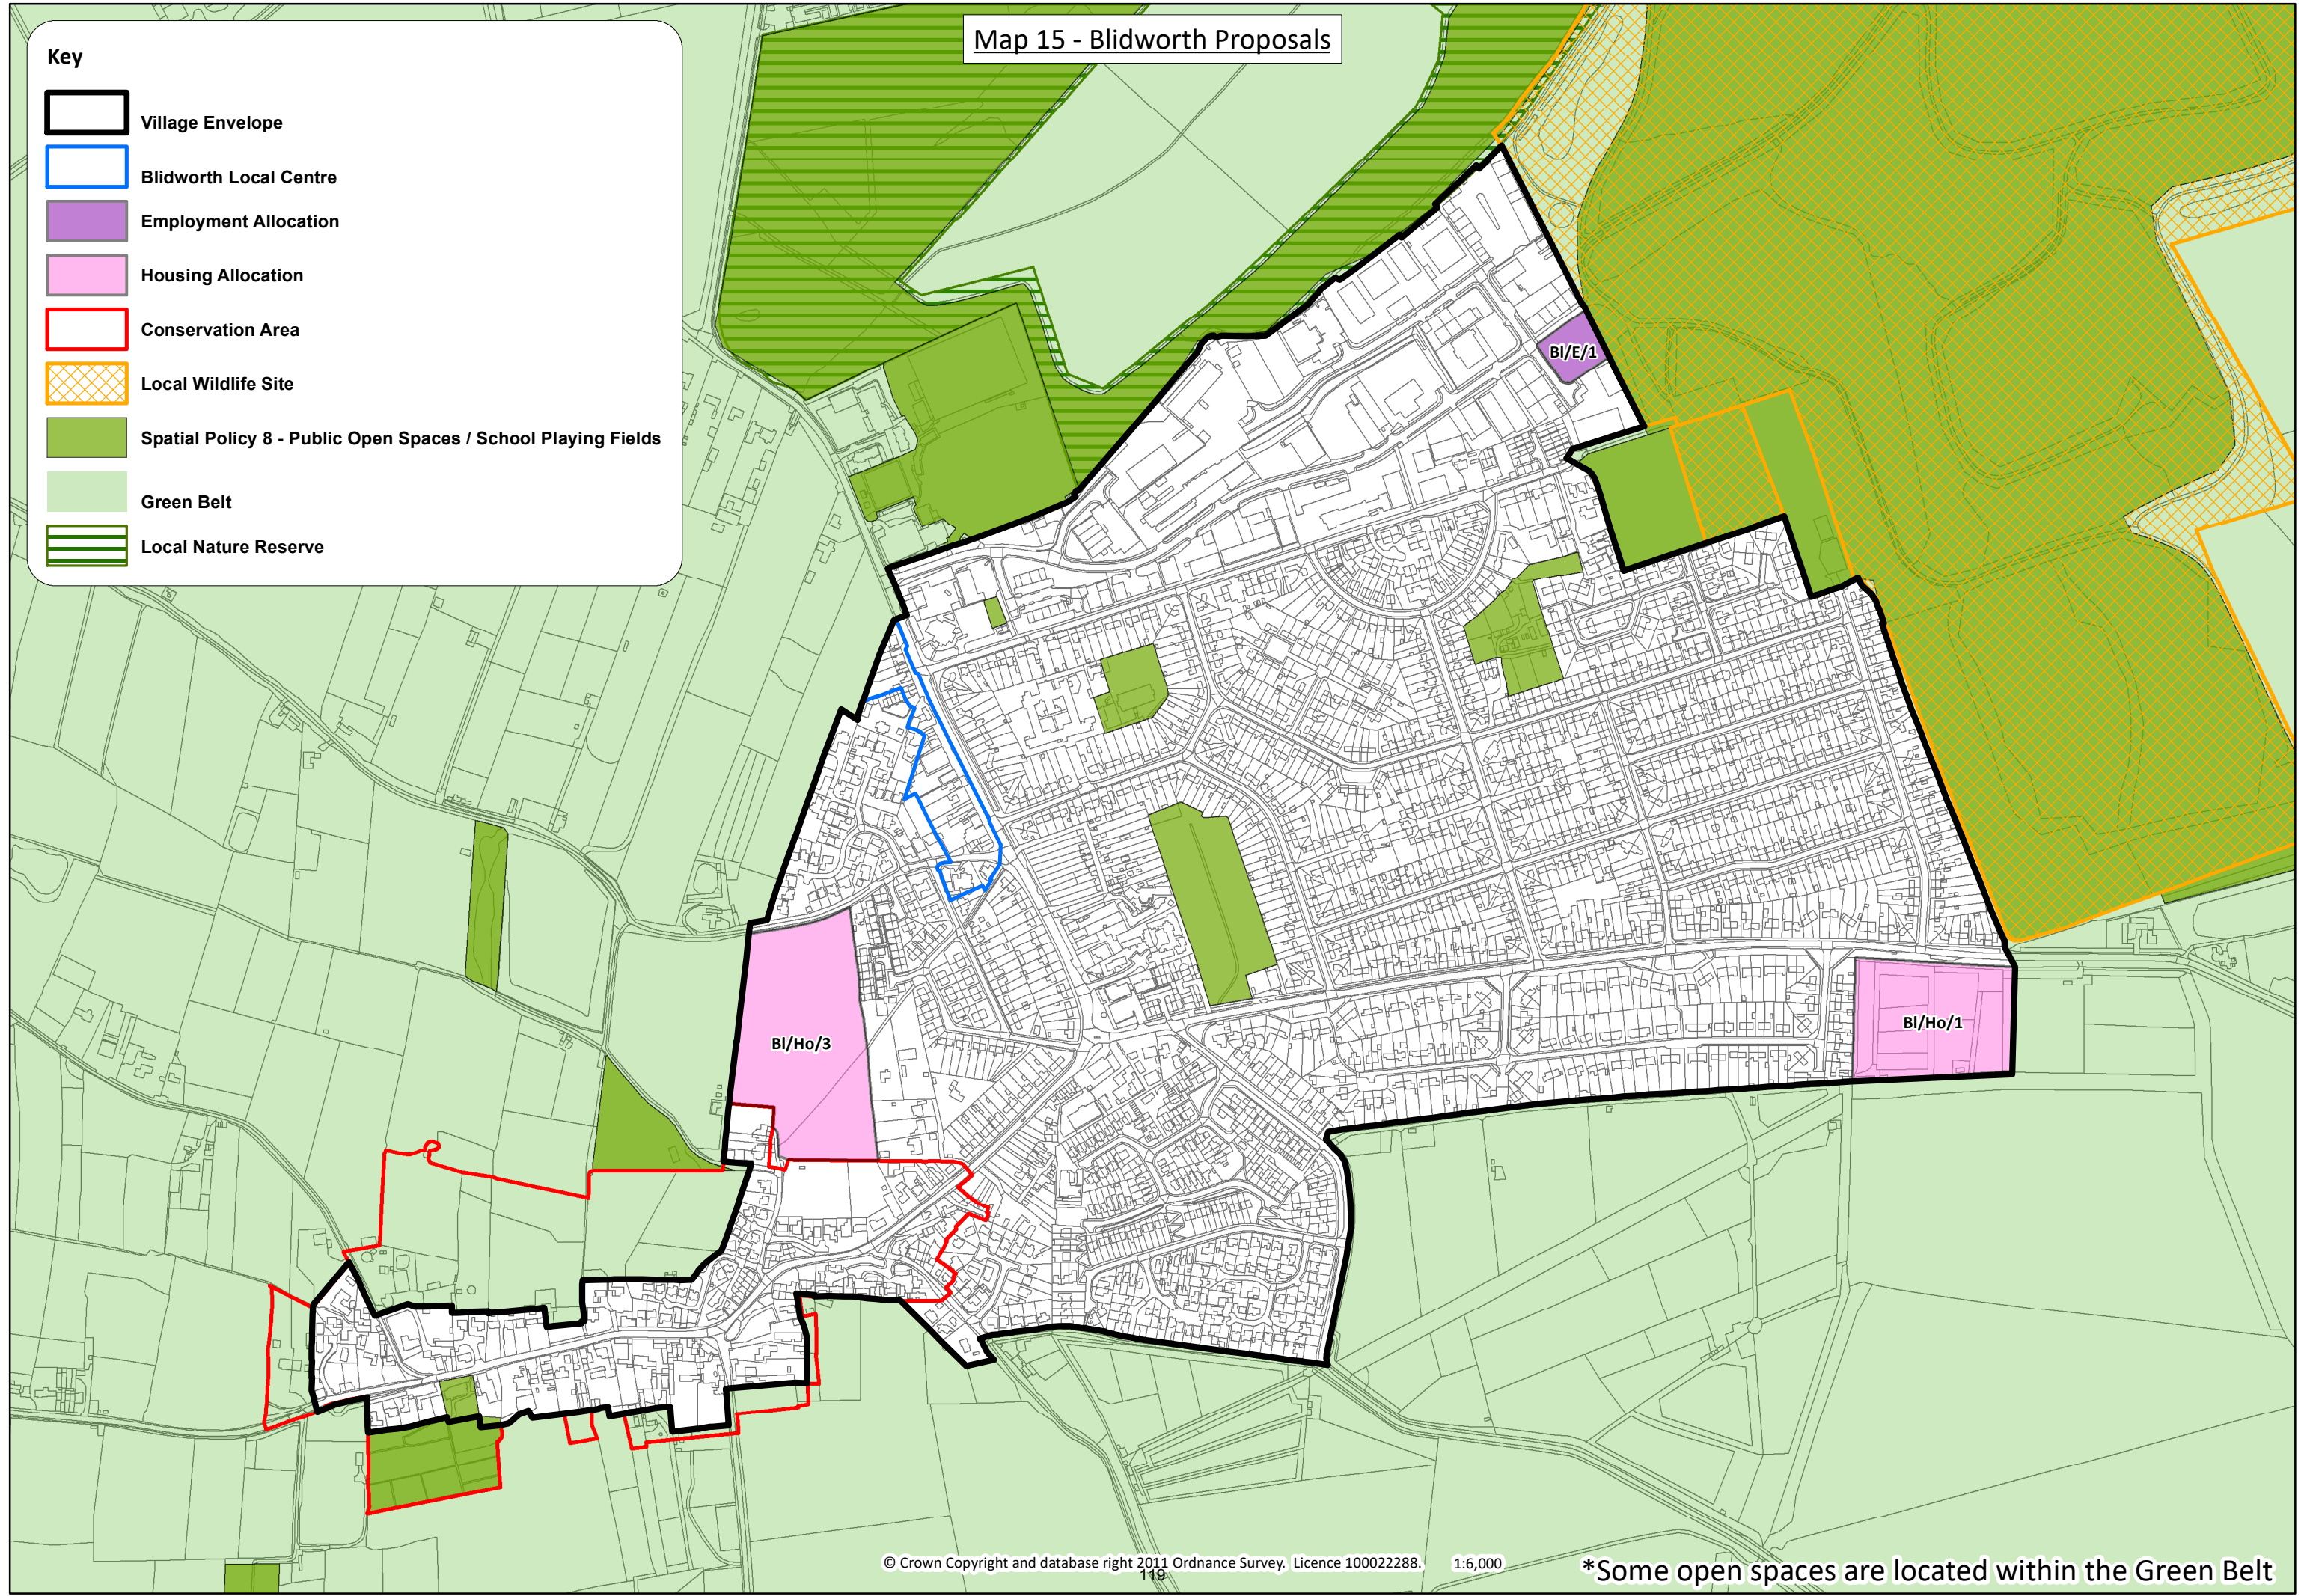 Map 15 - Blidworth Proposals
Key
Village Envelope
Blidworth Local Centre
Employment Allocation
Housing Allocation
Conservation Area
Local Wildlife Site
Spatial Policy 8 - Public Open Spaces / School Playing Fields
Green Belt
Local Nature Reserve
Bl/E/1
Bl/Ho/3
Bl/Ho/1
© Crown Copyright and database right 2011 Ordnance Survey. Licence 100022288. 1:6,000
119
*Some open spaces are located within the Green Belt